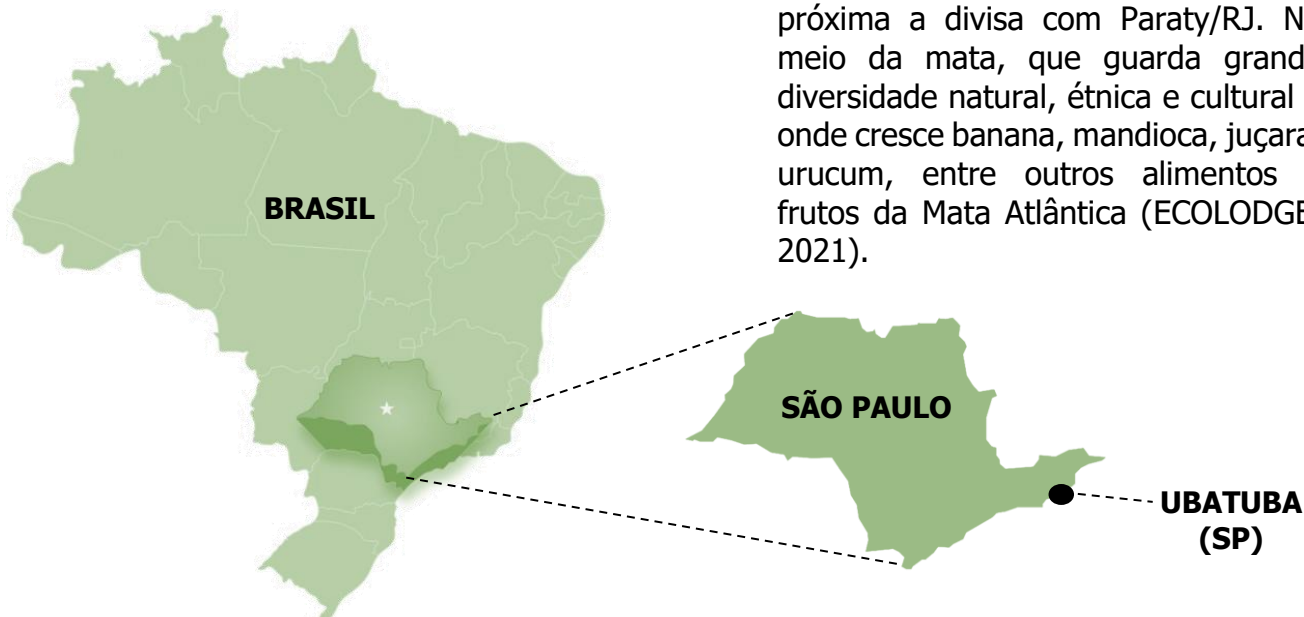 próxima a divisa com Paraty/RJ. N
meio da mata, que guarda grand
diversidade natural, étnica e cultural
onde cresce banana, mandioca, juçara
urucum, entre outros alimentos
frutos da Mata Atlântica (ECOLODGE
2021).
BRASIL
SÃO PAULO
UBATUBA
(SP)